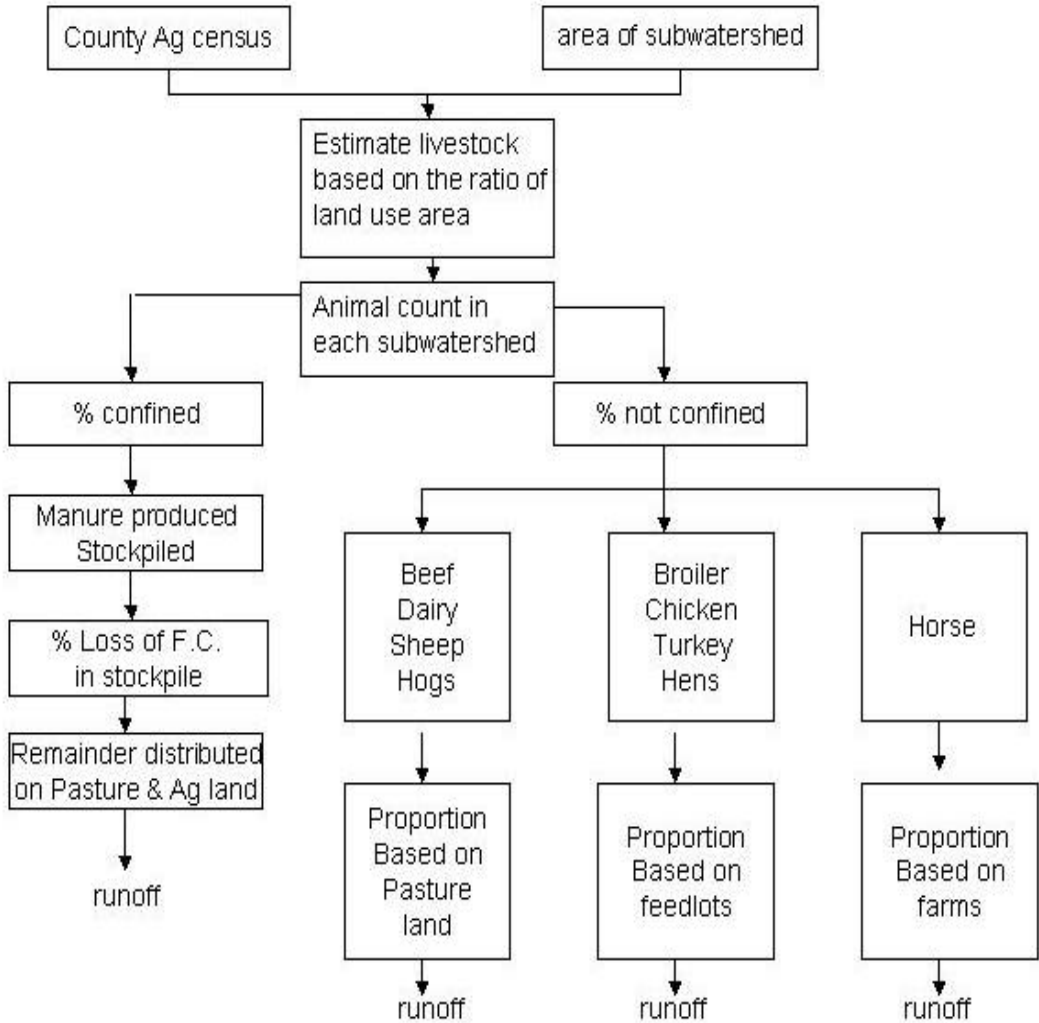 County Ag census
area of subwatershed
Estimate livestock
based on the ratio of
land use area
Animal count in
each subwatershed
% confined
% not confined
Manure produced
Stockpiled
% Loss of F.C.
in stockpile
Remainder distributed
on Pasture & Ag land
runoff
Beef
Dairy
Sheep
Hogs
Broiler
Chicken
Turkey
Hens
Horse
Proportion
Based on
Pasture
land
Proportion
Based on
feedlots
Proportion
Based on
farms
runoff
runoff
runoff